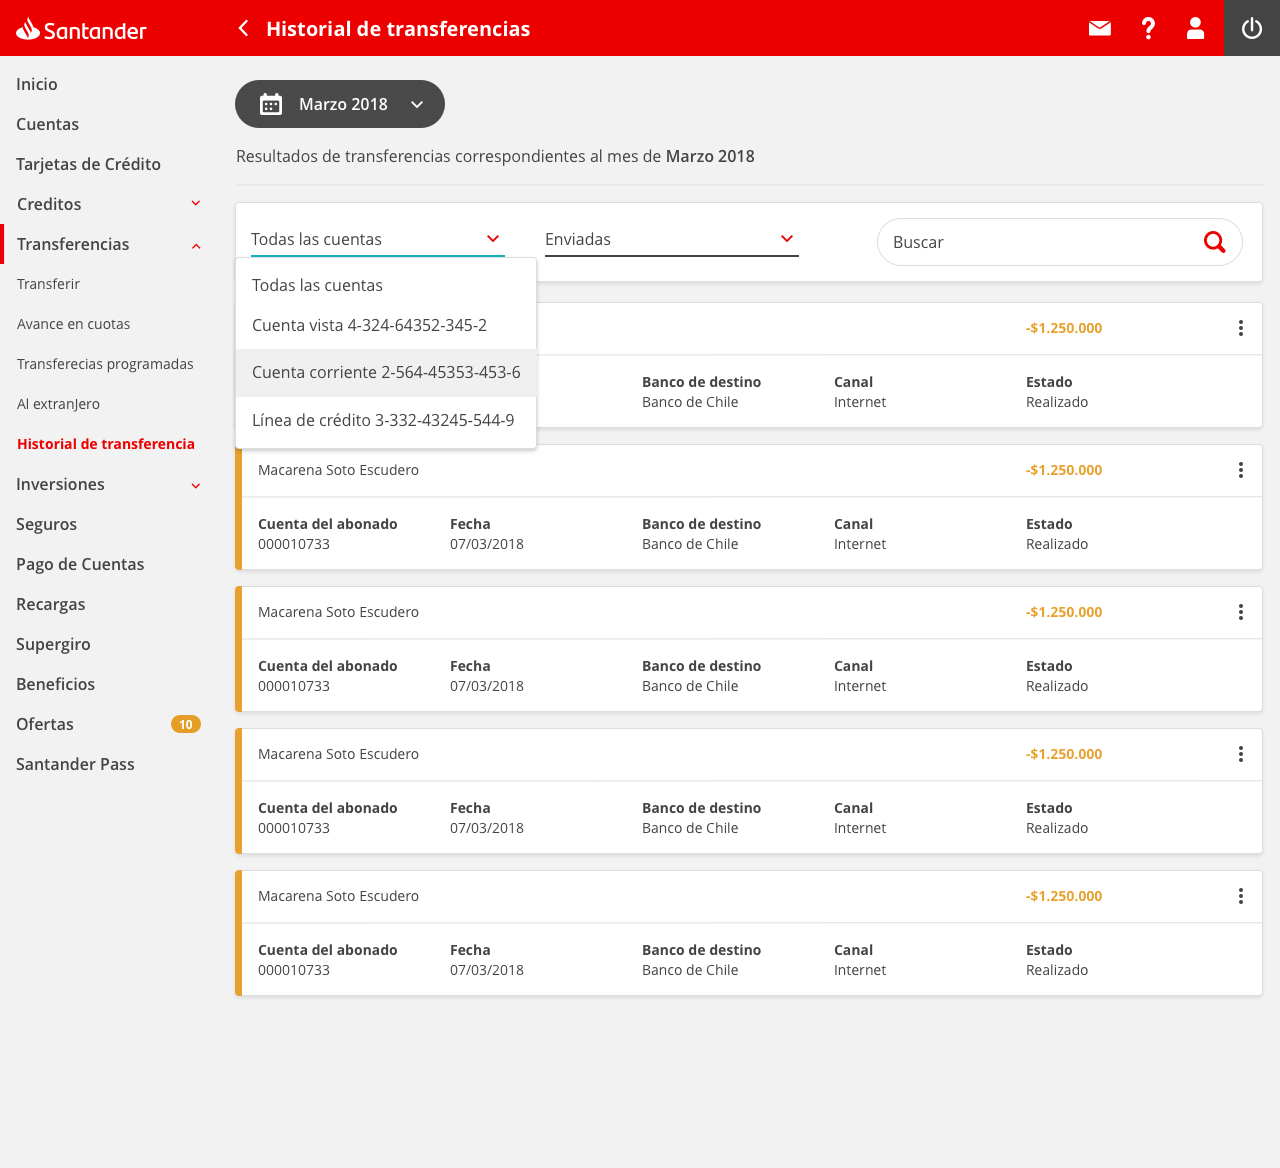 Santander
Historial de transferencias
Inicio
Cuentas
Tarjetas de Crédito
Creditos
Transferencias
Transferir
Avance en cuotas
Transferecias programadas
Al extranJero
Historial de transferencia
Inversiones
Seguros
Pago de Cuentas
Recargas
Supergiro
Beneficios
Ofertas 10
Santander Pass
Marzo 2018
Resultados de transferencias correspondientes al mes de Marzo 2018
Todas las cuentas Enviadas Buscar
Todas las cuentas
Cuenta vista 4-324-64352-345-2
Cuenta corriente 2-564-45353-453-6
Línea de crédito 3-332-43245-544-9
-$1.250.000
Banco de destino Canal Estado
Banco de Chile Internet Realizado
Macarena Soto Escudero -$1.250.000
Cuenta del abonado Fecha Banco de destino Canal Estado
000010733 07/03/2018 Banco de Chile Internet Realizado
Macarena Soto Escudero -$1.250.000
Cuenta del abonado Fecha Banco de destino Canal Estado
000010733 07/03/2018 Banco de Chile Internet Realizado
Macarena Soto Escudero -$1.250.000
Cuenta del abonado Fecha Banco de destino Canal Estado
000010733 07/03/2018 Banco de Chile Internet Realizado
Macarena Soto Escudero -$1.250.000
Cuenta del abonado Fecha Banco de destino Canal Estado
000010733 07/03/2018 Banco de Chile Internet Realizado